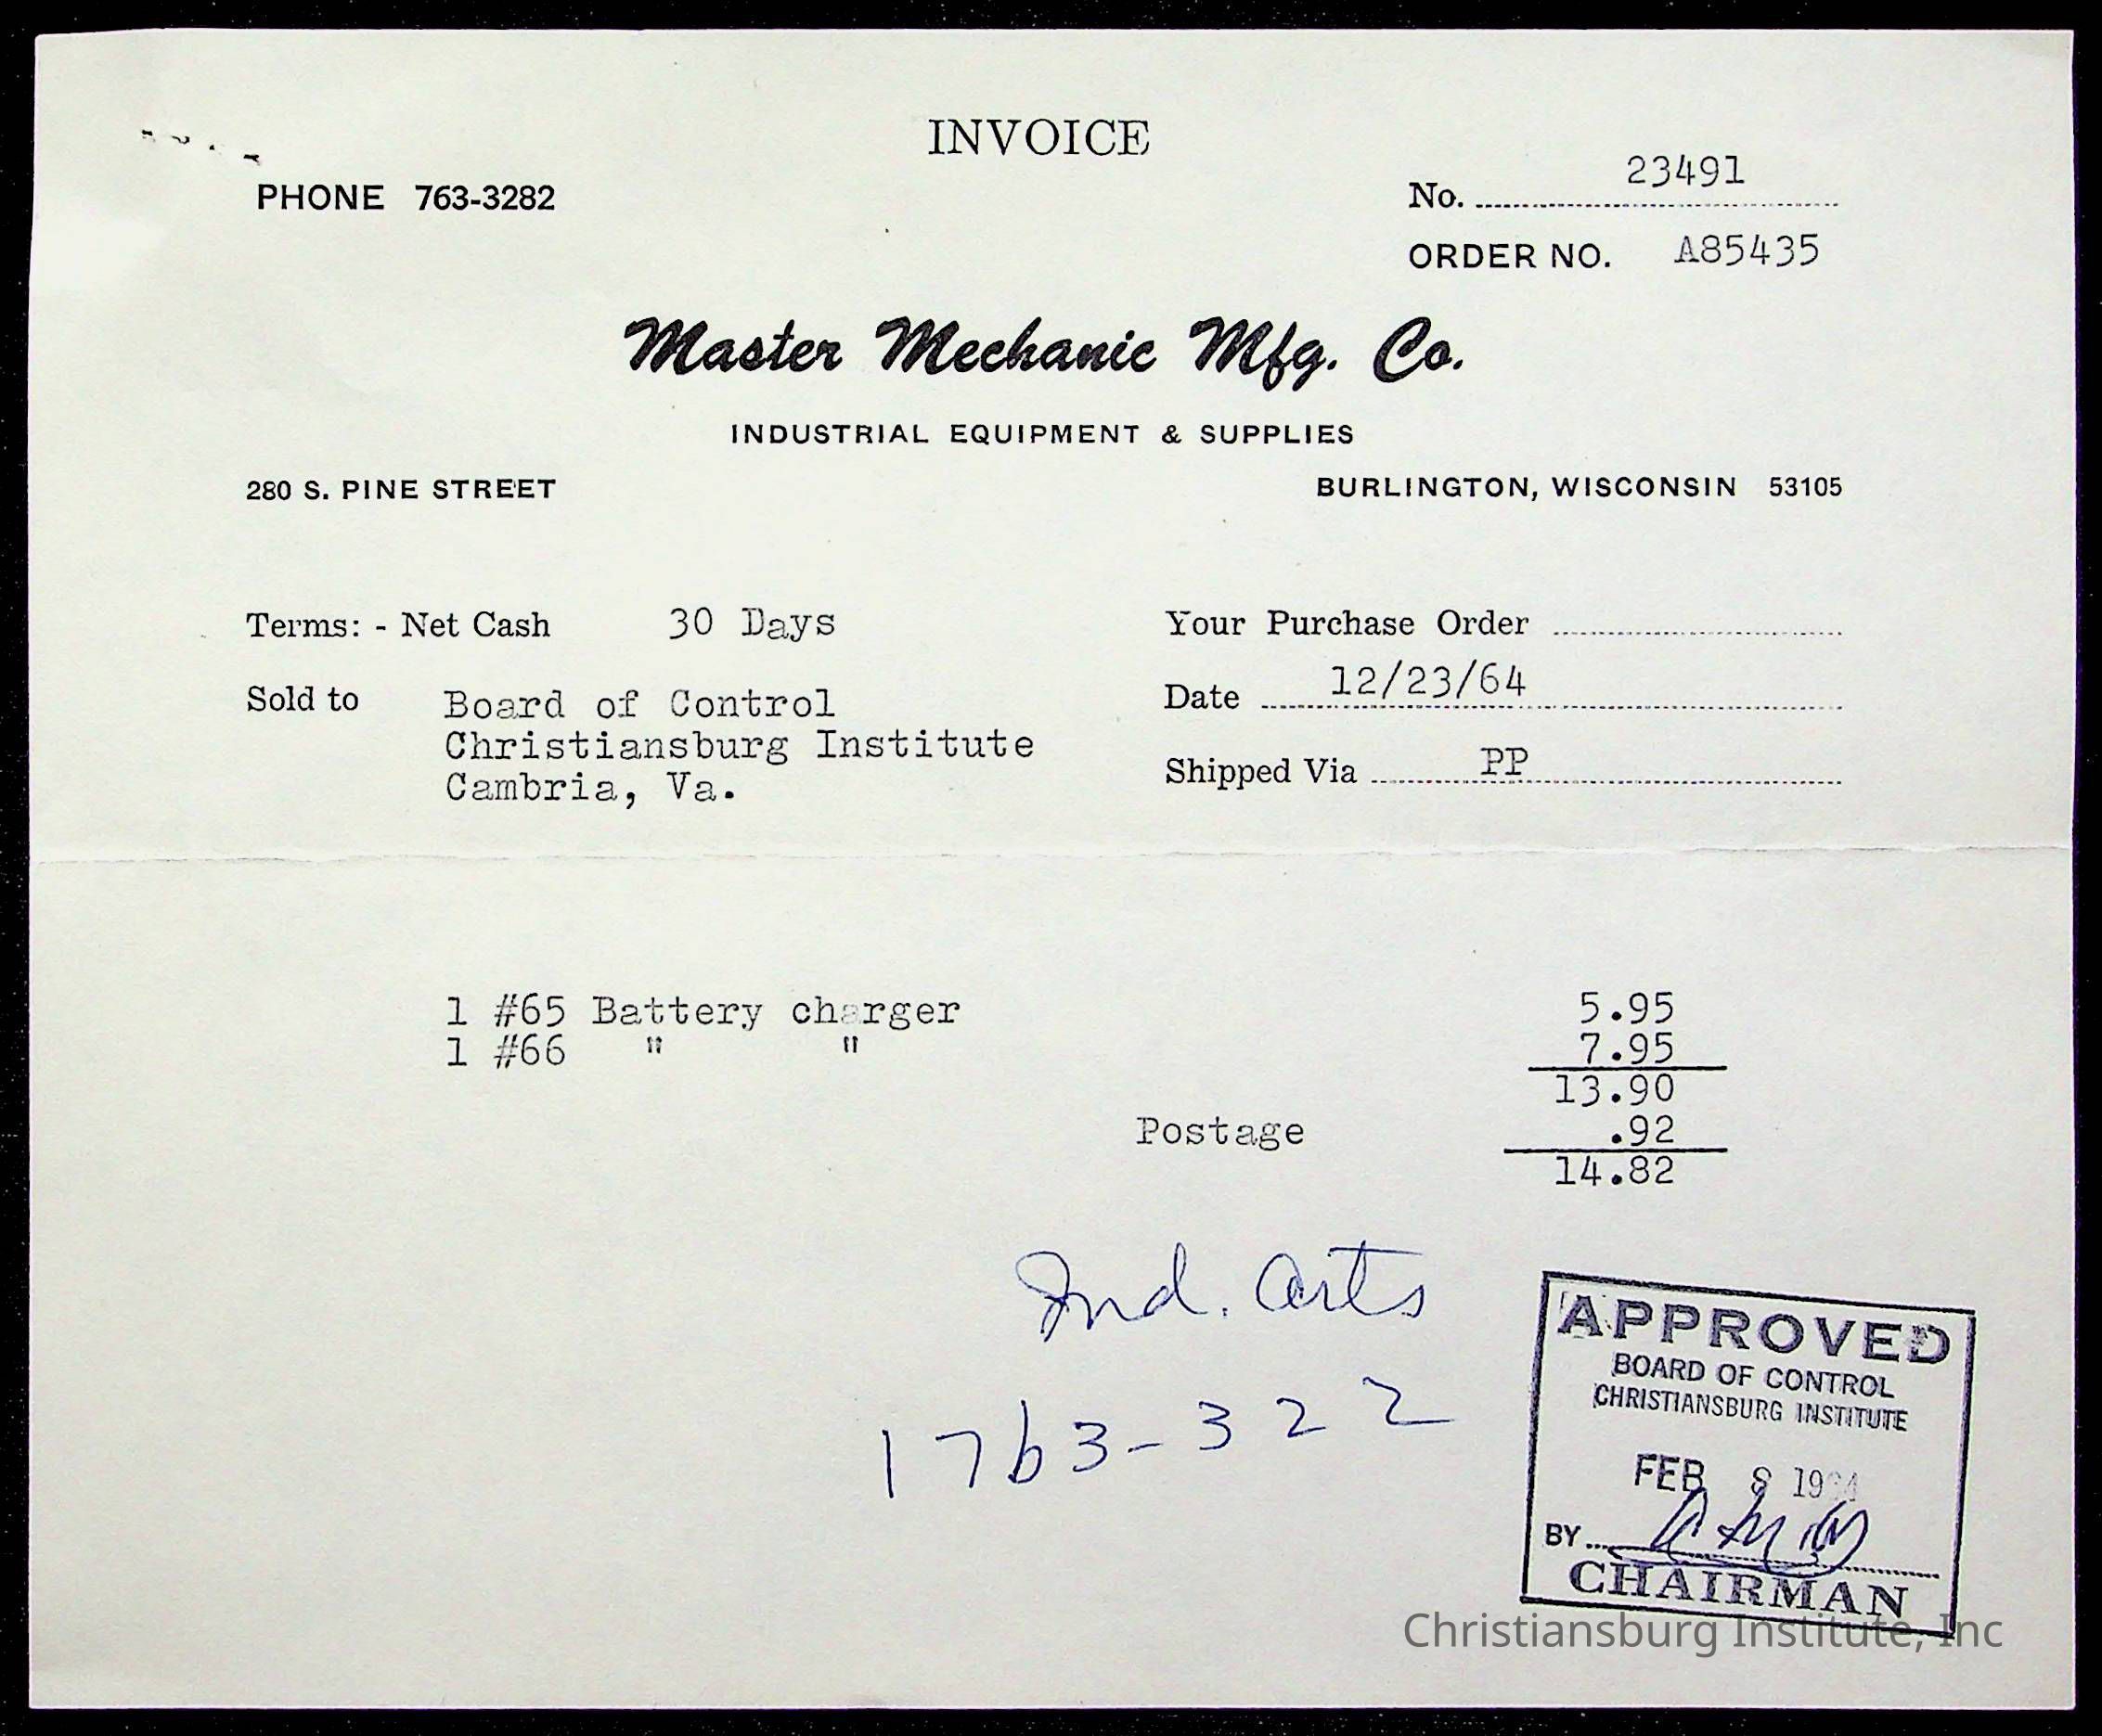 INVOICE
PHONE 763-3282
No. 23491
ORDER NO. A85435
Master Mechanic Mfg. Co.
INDUSTRIAL EQUIPMENT & SUPPLIES
280 S. PINE STREET
BURLINGTON, WISCONSIN 53105
Terms: - Net Cash 30 Days
Your Purchase Order
Sold to Board of Control
Christiansburg Institute
Cambria, Va.
Date 12/23/64
Shipped Via PP
1 #65 Battery charger 5.95
1 #66 " " 7.95
13.90
Postage .92
14.82
Ind. Arts
1763-322
APPROVED
BOARD OF CONTROL
CHRISTIANSBURG INSTITUTE
FEB 8
BY
CHAIRMAN
Christiansburg Institute, Inc